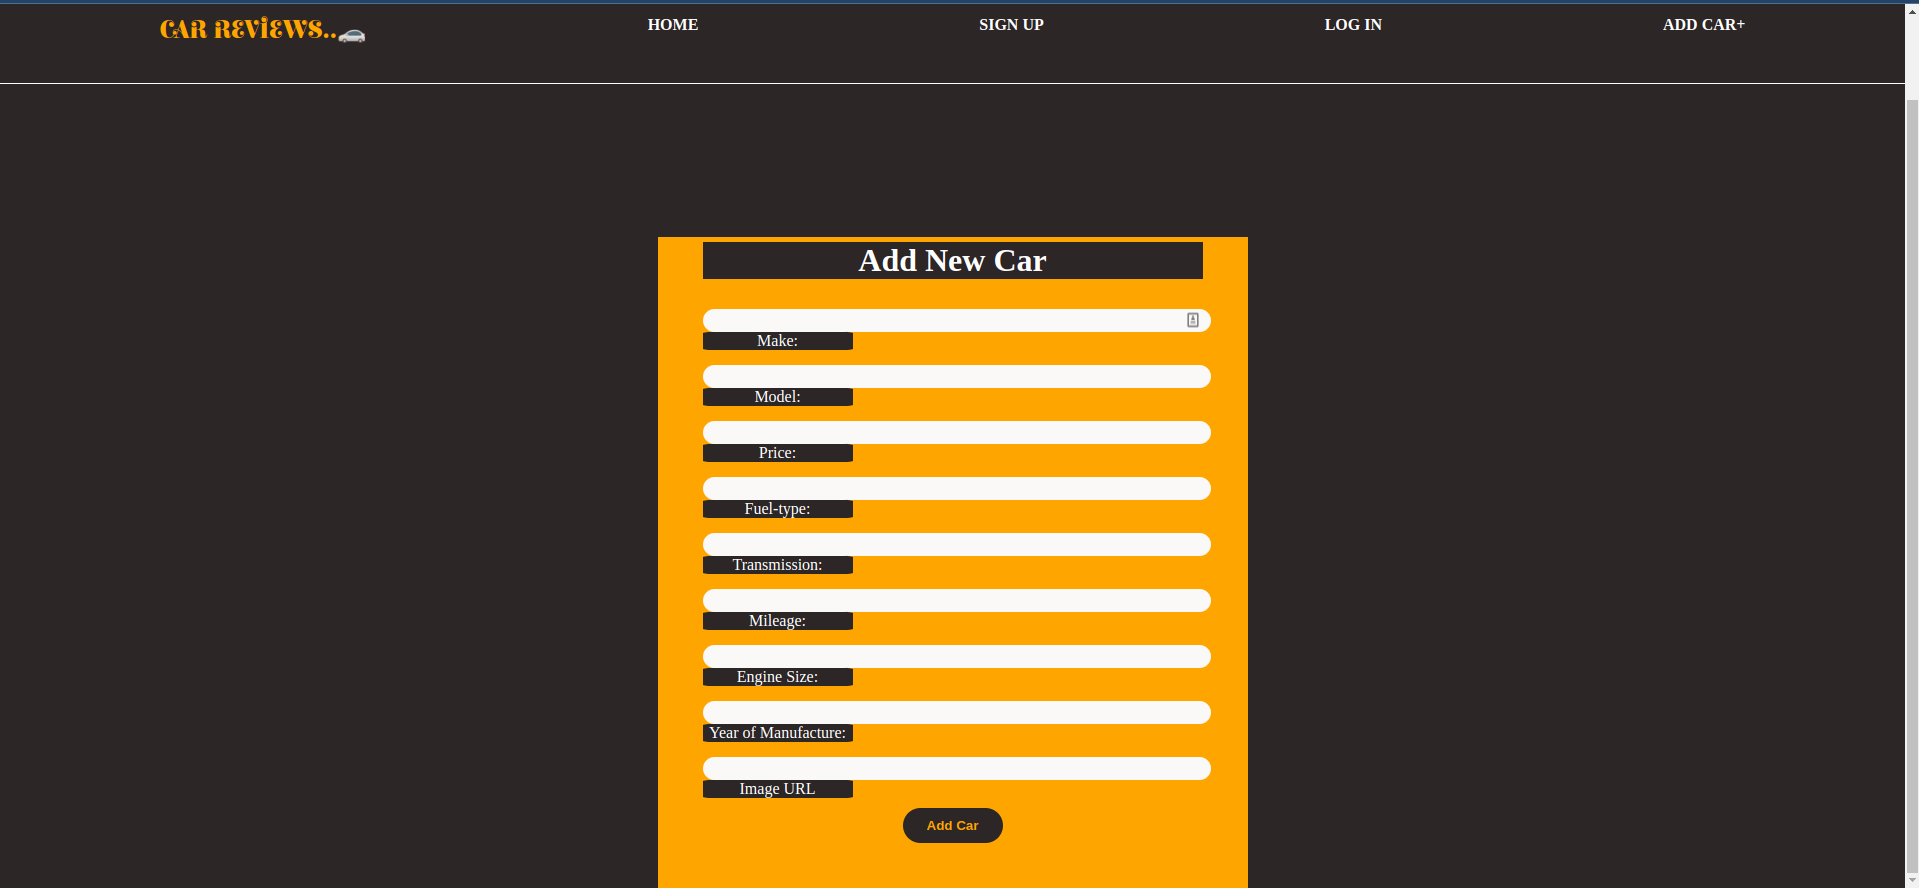 CAR REViEWS..
HOME
SIGN UP
LOG IN
ADD CAR+
Add New Car
Make:
Model:
Price:
Fuel-type:
Transmission:
Mileage:
Engine Size:
Year of Manufacture:
Image URL
Add Car